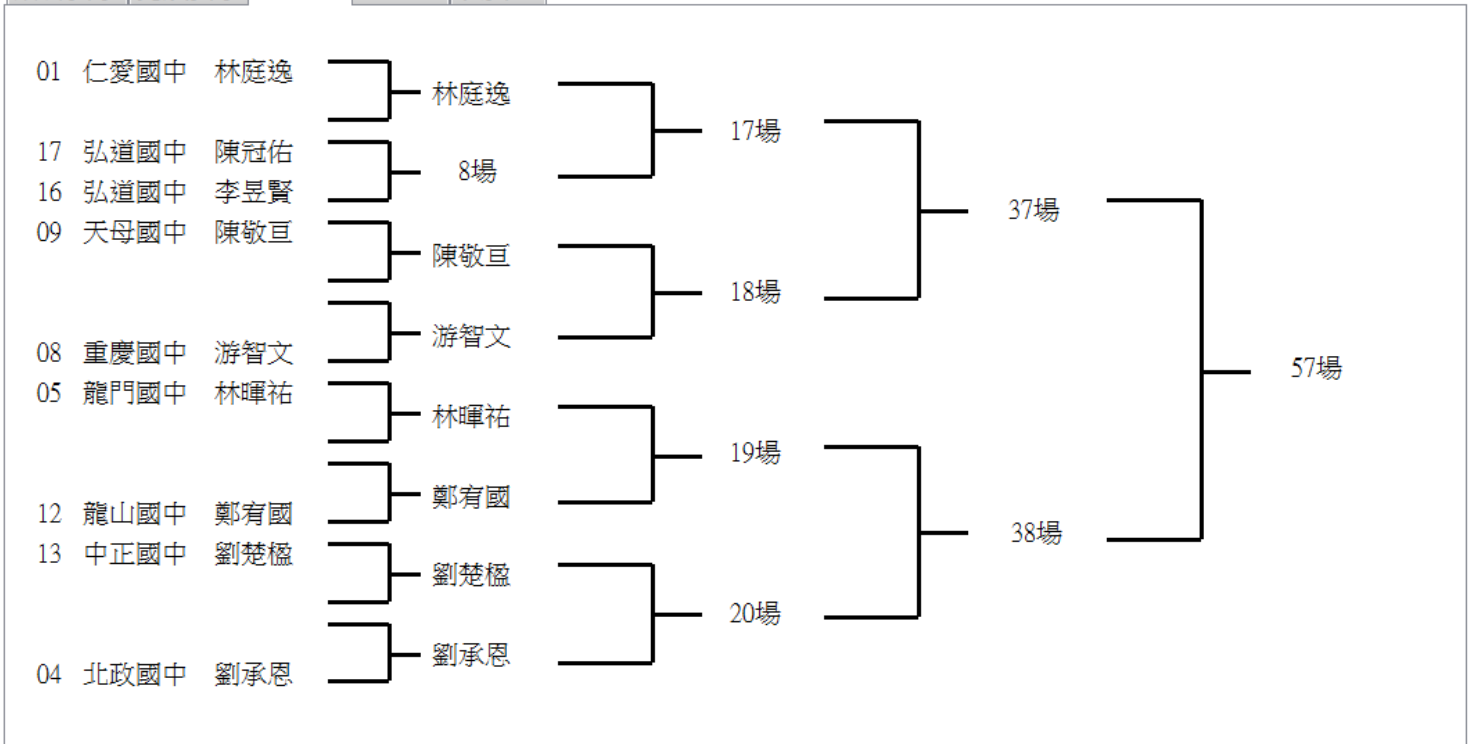 01 仁愛國中 林庭逸
17 弘道國中 陳冠佑
16 弘道國中 李昱賢
09 天母國中 陳敬亘
08 重慶國中 游智文
05 龍門國中 林暉祐
12 龍山國中 鄭宥國
13 中正國中 劉楚楹
04 北政國中 劉承恩
林庭逸
8場
陳敬亘
游智文
林暉祐
鄭宥國
劉楚楹
劉承恩
17場
18場
19場
20場
37場
38場
57場